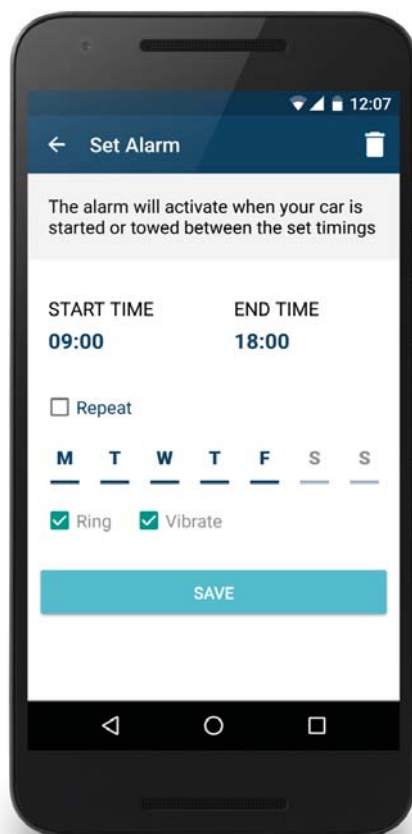 12:07
Set Alarm
The alarm will activate when your car is
started or towed between the set timings
START TIME END TIME
09:00 18:00
Repeat
M T W T F S S
Ring Vibrate
SAVE